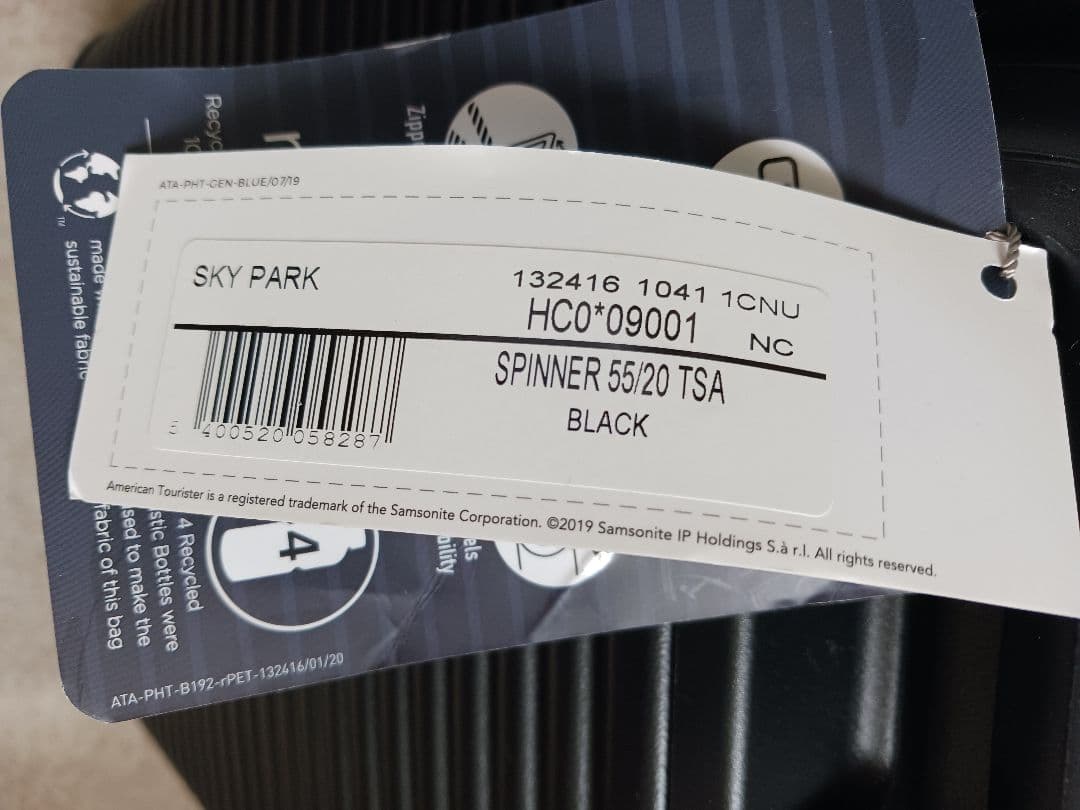 ATA-PHT-GEN-BLUE/07/19
SKY PARK
132416 1041 1CNU
HC0*09001 NC
SPINNER 55/20 TSA
BLACK
5 400520 058287
American Tourister is a registered trademark of the Samsonite Corporation. ©2019 Samsonite IP Holdings S.à r.l. All rights reserved.
TM
made
sustainable fabric
4
4 Recycled
stic Bottles were
sed to make the
fabric of this bag
ATA-PHT-B192-rPET-132416/01/20